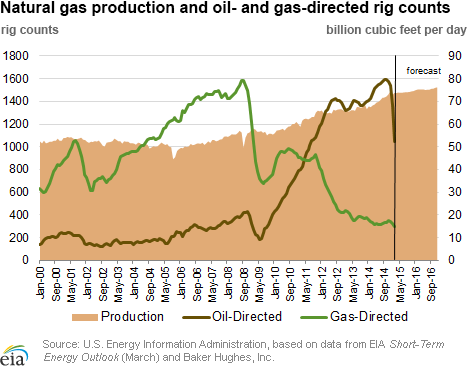 Natural gas production and oil- and gas-directed rig counts
rig counts billion cubic feet per day
1800 90
forecast
1600 80
1400 70
1200 60
1000 50
800 40
600 30
400 20
200 10
0 0
Jan-00 Sep-00 May-01 Jan-02 Sep-02 May-03 Jan-04 Sep-04 May-05 Jan-06 Sep-06 May-07 Jan-08 Sep-08 May-09 Jan-10 Sep-10 May-11 Jan-12 Sep-12 May-13 Jan-14 Sep-14 May-15 Jan-16 Sep-16
Production Oil-Directed Gas-Directed
eia
Source: U.S. Energy Information Administration, based on data from EIA Short-Term
Energy Outlook (March) and Baker Hughes, Inc.